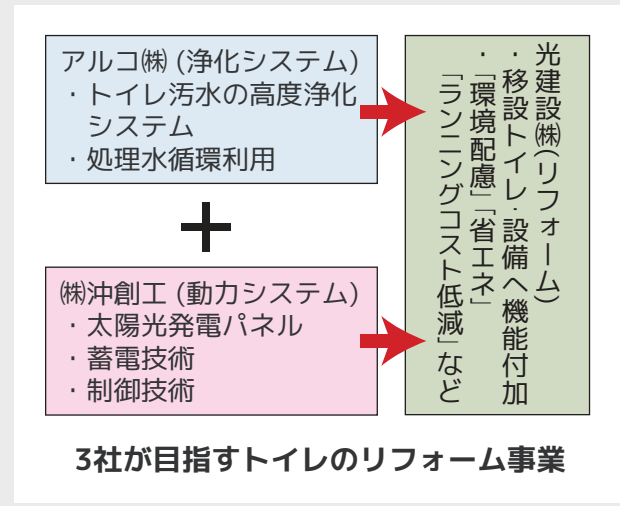 アルコ㈱ (浄化システム)
・トイレ汚水の高度浄化
システム
・処理水循環利用
+
㈱沖創工 (動力システム)
・太陽光発電パネル
・蓄電技術
・制御技術
光建設㈱(リフォーム)
・移設トイレ・設備へ機能付加
・「環境配慮」「省エネ」
「ランニングコスト低減」など
3社が目指すトイレのリフォーム事業